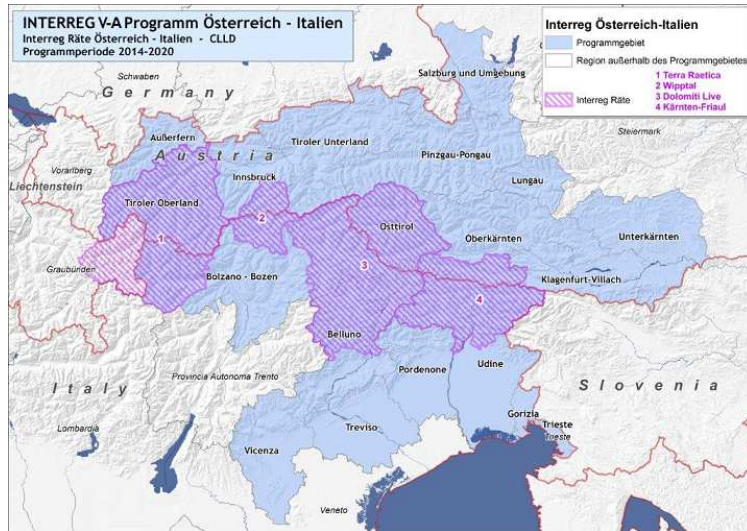 INTERREG V-A Programm Österreich - Italien
Interreg Räte Österreich - Italien - CLLD
Programmperiode 2014-2020
Interreg Österreich-Italien
Programmgebiet
Region außerhalb des Programmgebietes
1 Terra Raetica
2 Wipptal
3 Dolomiti Live
4 Kärnten-Friaul
Interreg Räte
Salzburg und Umgebung
Schwaben
Germany
Steiermark
Außerfern
Tiroler Unterland
Austria
Pinzgau-Pongau
Vorarlberg
Innsbruck
Liechtenstein
Lungau
Tiroler Oberland
2
Osttirol
Oberkärnten
Unterkärnten
1
Graubünden
Bolzano - Bozen
3
Klagenfurt-Villach
4
Belluno
Udine
Pordenone
Provincia Autonoma Trento
Italy
Slovenia
Gorizia
Treviso
Trieste
Trieste
Lombardia
Vicenza
Veneto